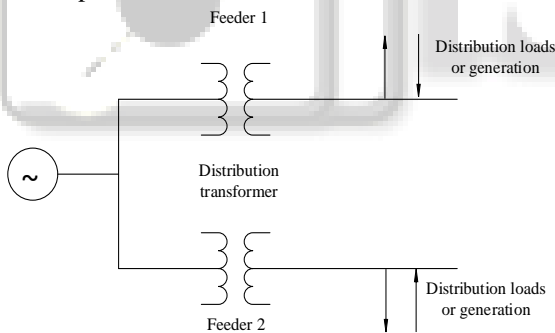 Feeder 1
Distribution loads
or generation
~
Distribution
transformer
Distribution loads
or generation
Feeder 2